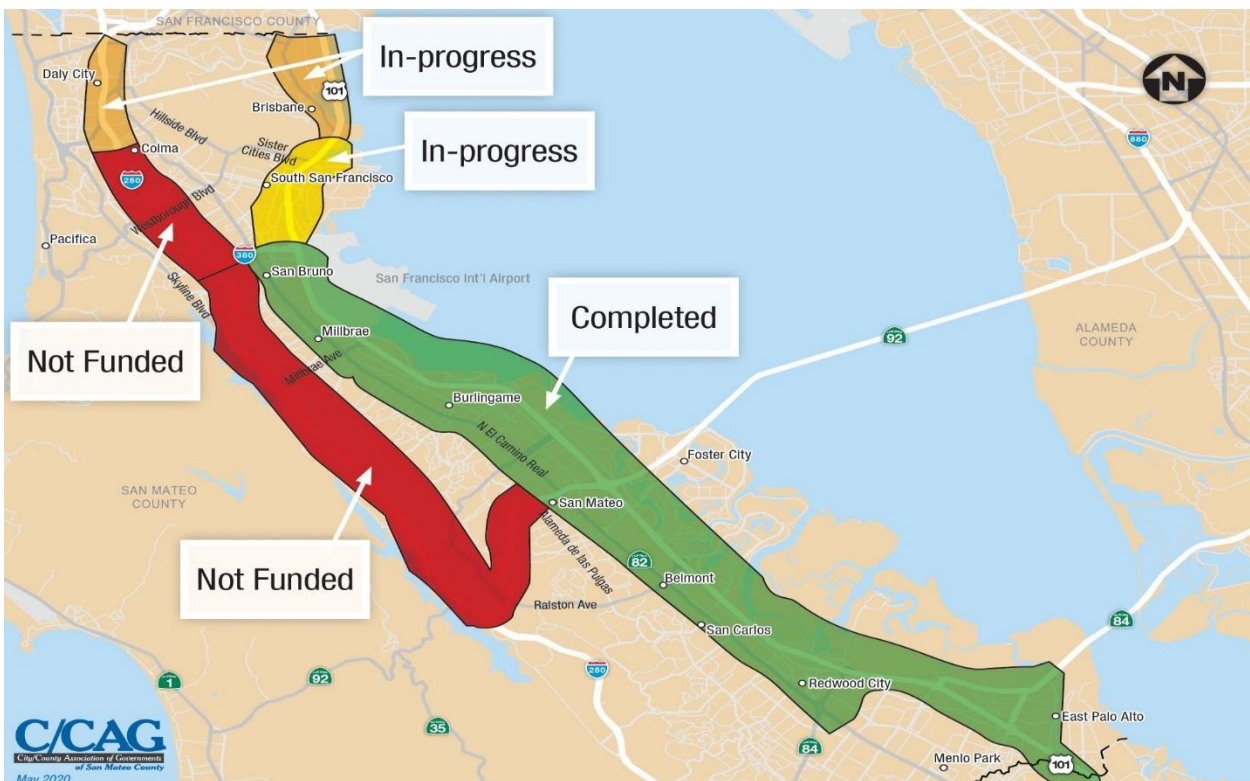 SAN FRANCISCO COUNTY
Daly City
In-progress
101
Brisbane
Hillside Blvd
Sister
Cities Blvd
In-progress
Colma
280
South San Francisco
Westborough Blvd
Pacifica
380
San Bruno
San Francisco Int'l Airport
Skyline Blvd
Not Funded
Millbrae
Millbrae Ave
Completed
N
880
92
ALAMEDA
COUNTY
Burlingame
N El Camino Real
Foster City
SAN MATEO
COUNTY
San Mateo
Not Funded
Alameda de las Pulgas
82
Belmont
Ralston Ave
San Carlos
84
280
1
92
35
Redwood City
East Palo Alto
84
Menlo Park
101
C/CAG
City/County Association of Governments
of San Mateo County
May 2020